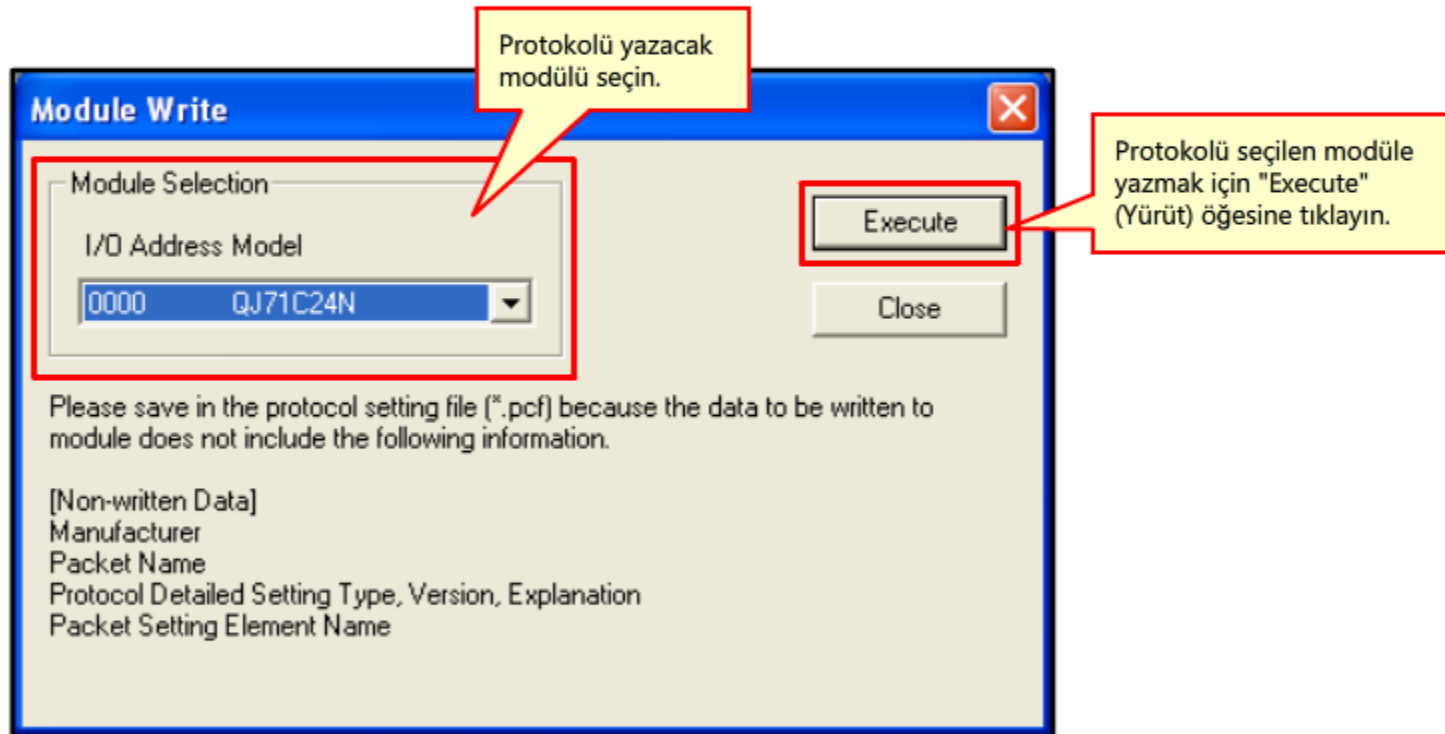 Protokolü yazacak
modülü seçin.
Module Write
Module Selection
I/O Address Model
0000 QJ71C24N
Execute
Close
Protokolü seçilen modüle
yazmak için "Execute"
(Yürüt) öğesine tıklayın.
Please save in the protocol setting file (*.pcf) because the data to be written to
module does not include the following information.
[Non-written Data]
Manufacturer
Packet Name
Protocol Detailed Setting Type, Version, Explanation
Packet Setting Element Name